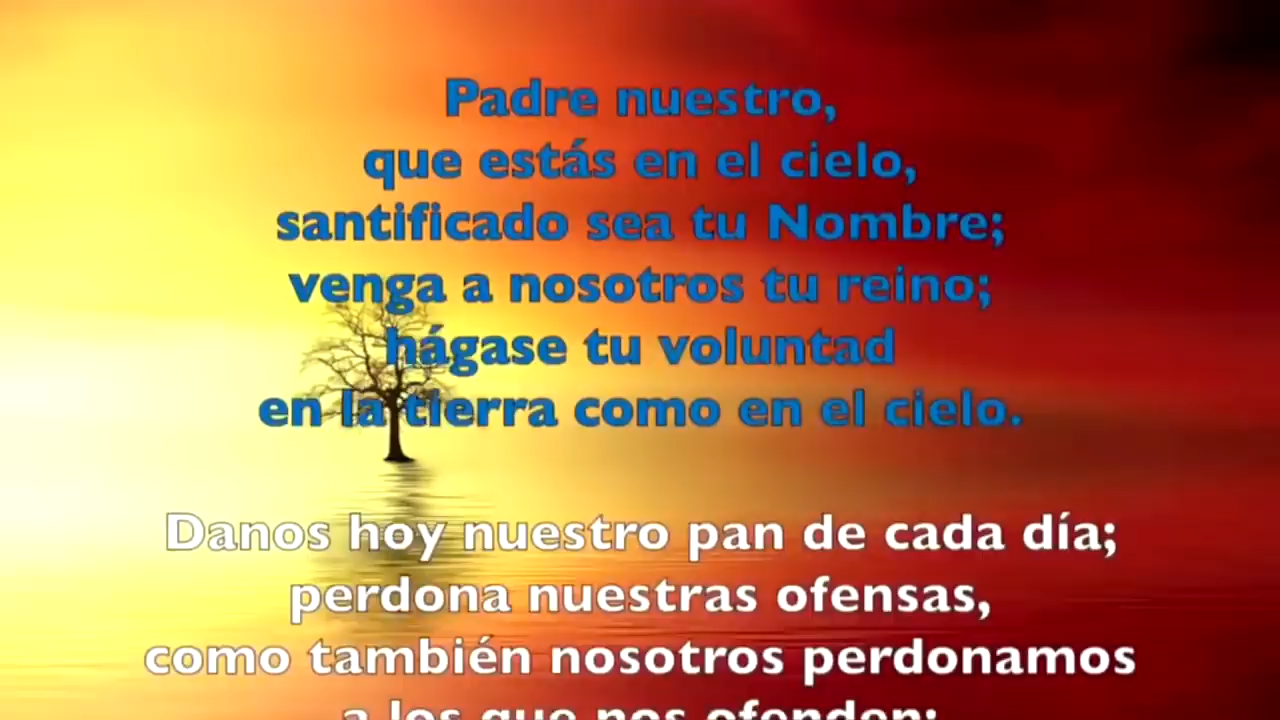 Padre nuestro,
que estás en el cielo,
santificado sea tu Nombre;
venga a nosotros tu reino;
hágase tu voluntad
en la tierra como en el cielo.
Danos hoy nuestro pan de cada día;
perdona nuestras ofensas,
como también nosotros perdonamos
a los que nos ofenden;